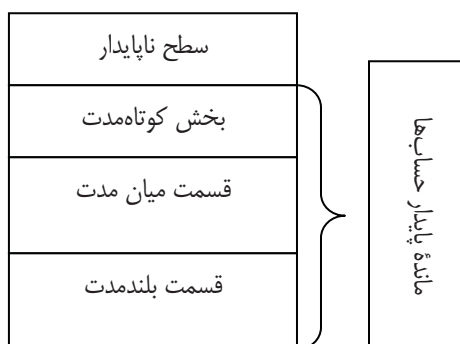 سطح ناپایدار
بخش کوتاه‌مدت
قسمت میان مدت
قسمت بلندمدت
ماندهٔ پایدار حساب‌ها